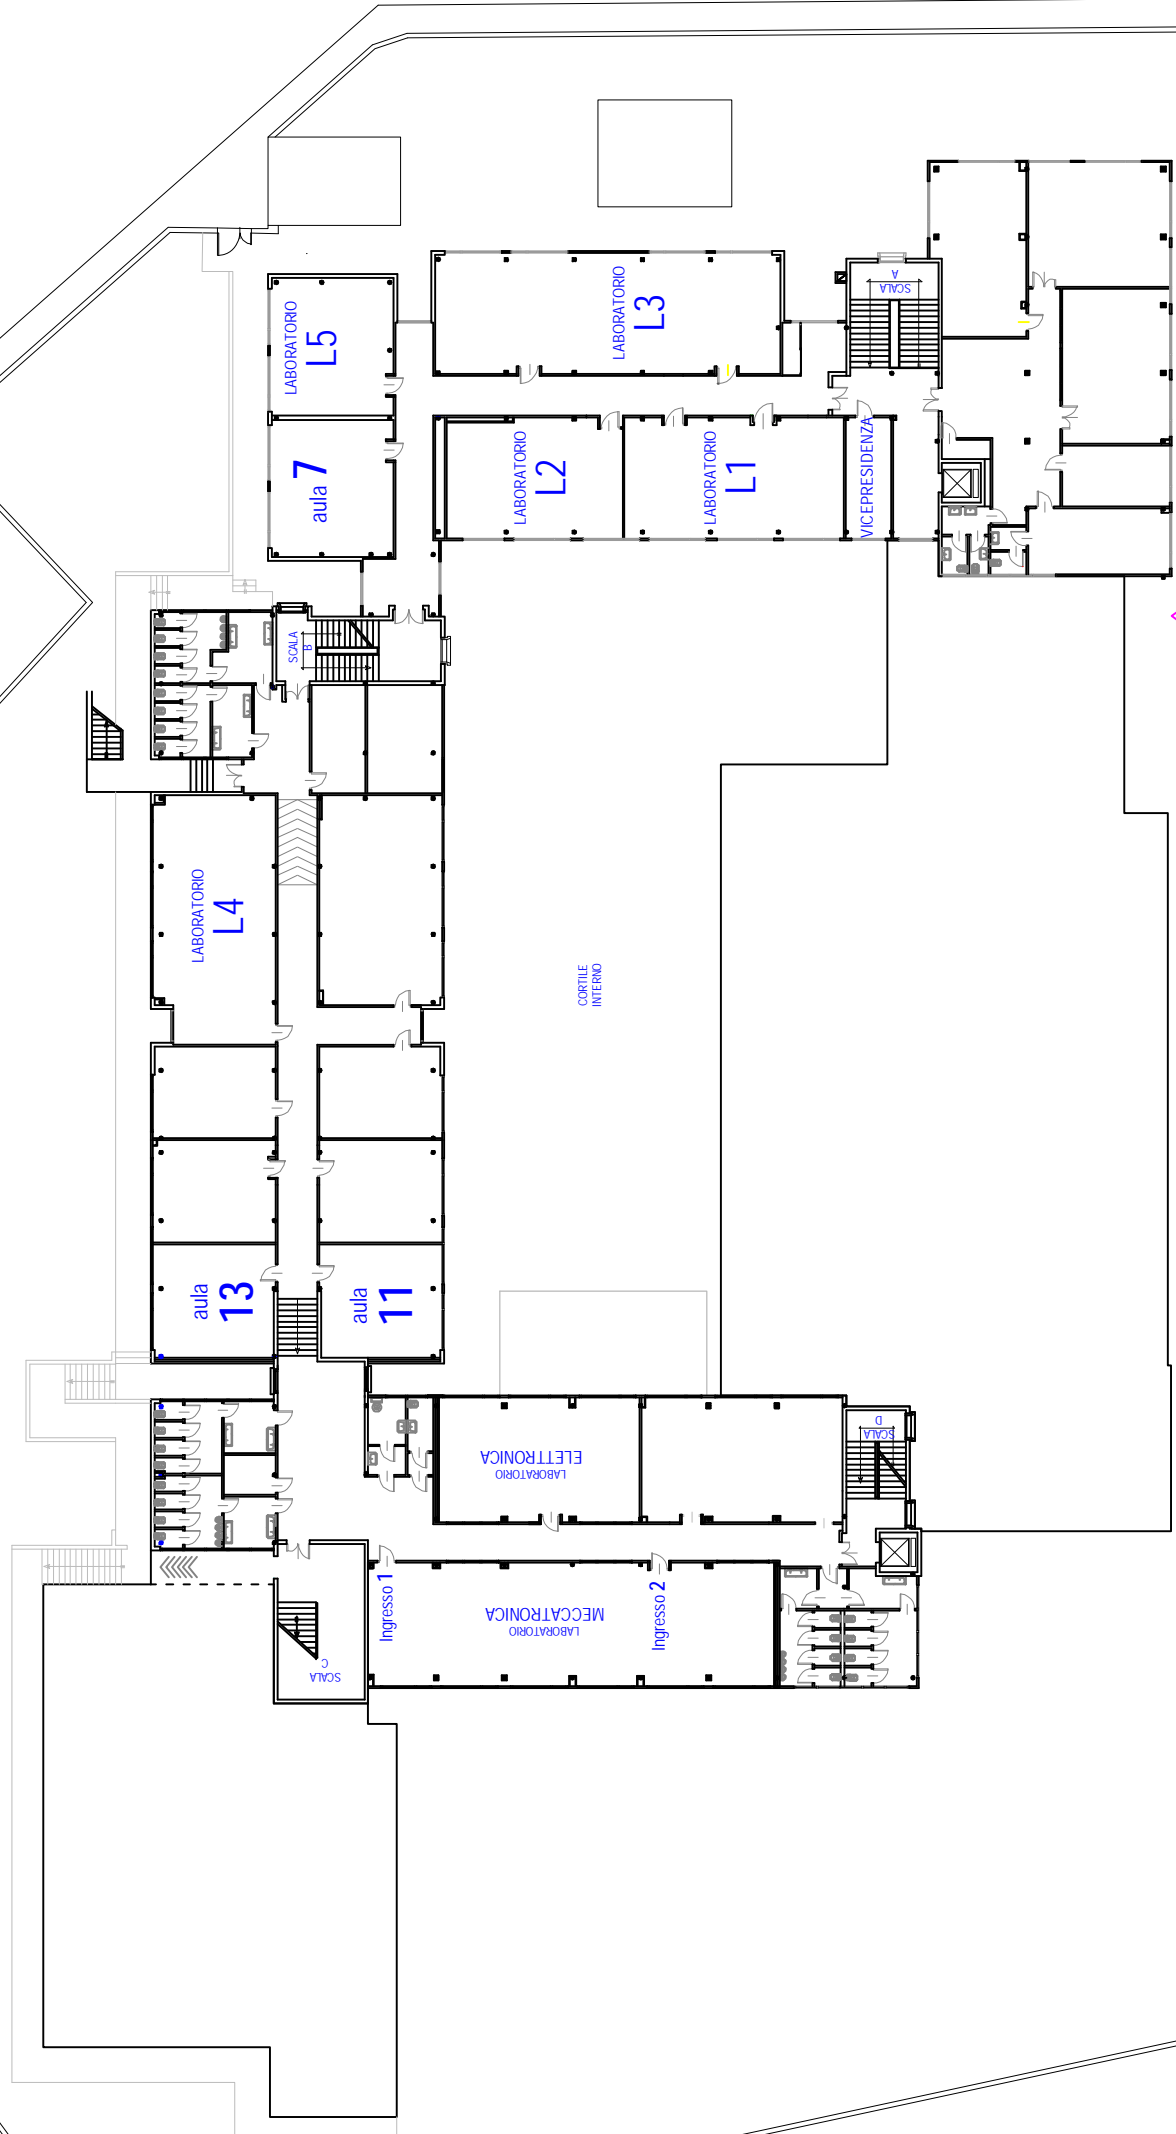 SCALA
A
LABORATORIO
L3
LABORATORIO
L5
aula 7
LABORATORIO
L2
LABORATORIO
L1
VICEPRESIDENZA
SCALA
B
LABORATORIO
L4
CORTILE
INTERNO
aula
13
aula
11
LABORATORIO
ELETTRONICA
SCALA
D
Ingresso 1
LABORATORIO
MECCATRONICA
Ingresso 2
SCALA
C